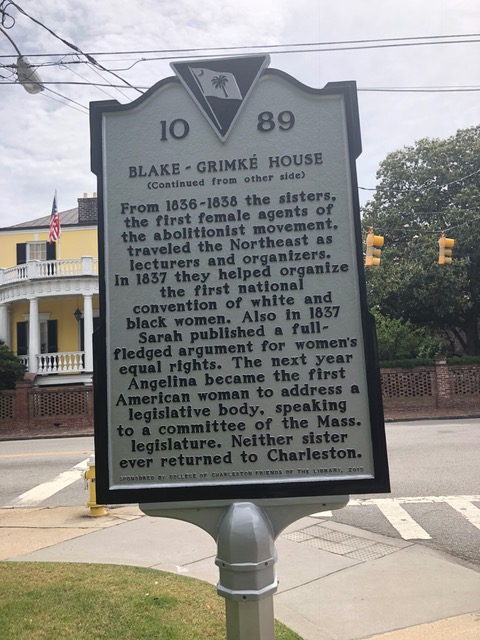 10 89
BLAKE-GRIMKÉ HOUSE
(Continued from other side)
From 1836-1838 the sisters,
the first female agents of
the abolitionist movement,
traveled the Northeast as
lecturers and organizers.
In 1837 they helped organize
the first national
convention of white and
black women. Also in 1837
Sarah published a full-
fledged argument for women's
equal rights. The next year
Angelina became the first
American woman to address a
legislative body, speaking
to a committee of the Mass.
legislature. Neither sister
ever returned to Charleston.
SPONSORED BY COLLEGE OF CHARLESTON FRIENDS OF THE LIBRARY, 2015